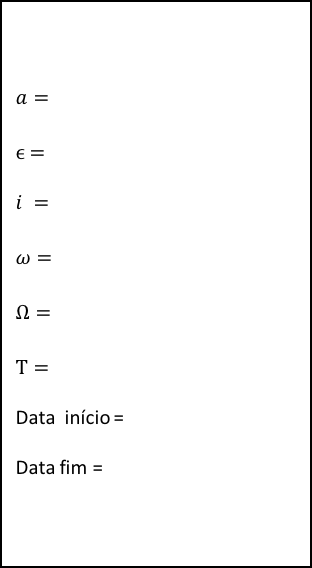 a =
ϵ =
i =
ω =
Ω =
T =
Data início =
Data fim =